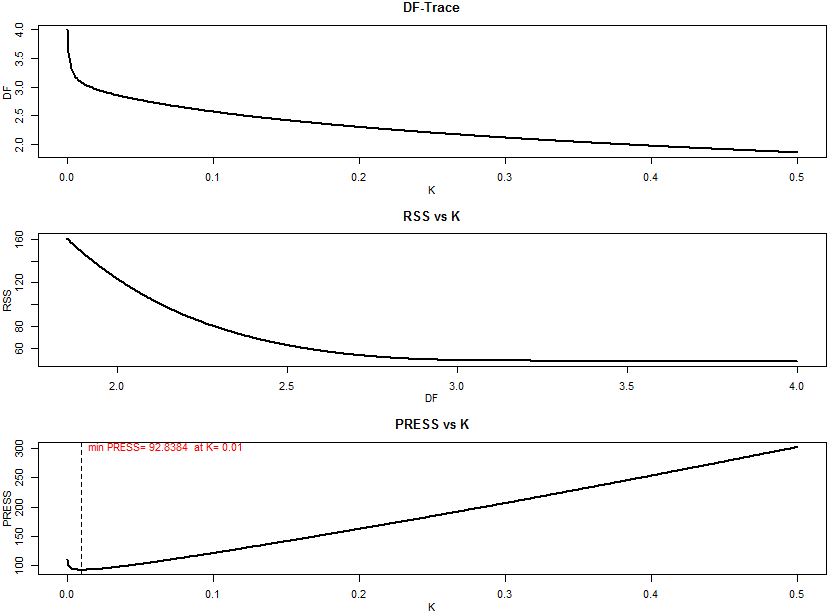 DF-Trace
4.0
3.5
3.0
2.5
2.0
DF
0.0 0.1 0.2 0.3 0.4 0.5
K
RSS vs K
160
120
80
60
RSS
2.0 2.5 3.0 3.5 4.0
DF
PRESS vs K
min PRESS= 92.8384 at K= 0.01
300
250
200
150
100
PRESS
0.0 0.1 0.2 0.3 0.4 0.5
K